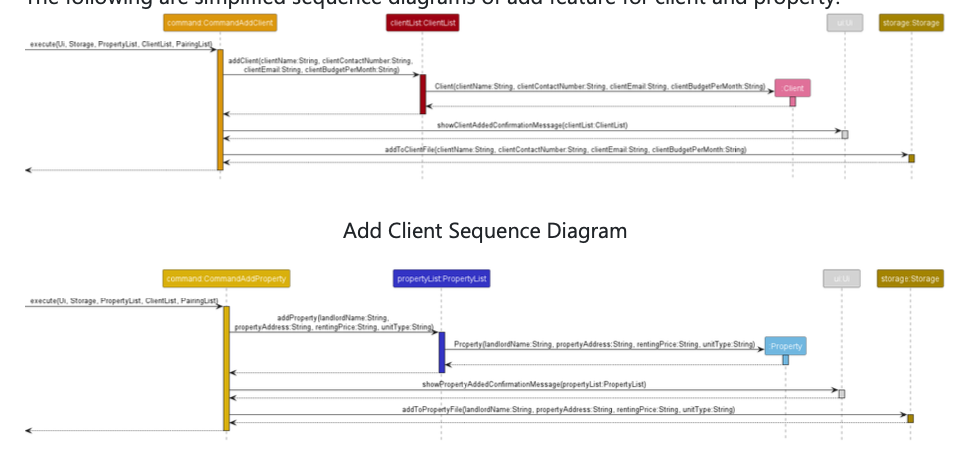 The following are simplified sequence diagrams of add feature for client and property.
command:CommandAddClient
clientList:ClientList
ui:Ui
storage:Storage
execute(Ui, Storage, PropertyList, ClientList, PairingList)
addClient(clientName:String, clientContactNumber:String,
clientEmail:String, clientBudgetPerMonth:String)
Client(clientName:String, clientContactNumber:String, clientEmail:String, clientBudgetPerMonth:String)
Client
showClientAddedConfirmationMessage(clientList:ClientList)
addToClientFile(clientName:String, clientContactNumber:String, clientEmail:String, clientBudgetPerMonth:String)
Add Client Sequence Diagram
command:CommandAddProperty
propertyList:PropertyList
ui:Ui
storage:Storage
execute(Ui, Storage, PropertyList, ClientList, PairingList)
addProperty(landlordName:String,
propertyAddress:String, rentingPrice:String, unitType:String)
Property(landlordName:String, propertyAddress:String, rentingPrice:String, unitType:String)
Property
showPropertyAddedConfirmationMessage(propertyList:PropertyList)
addToPropertyFile(landlordName:String, propertyAddress:String, rentingPrice:String, unitType:String)